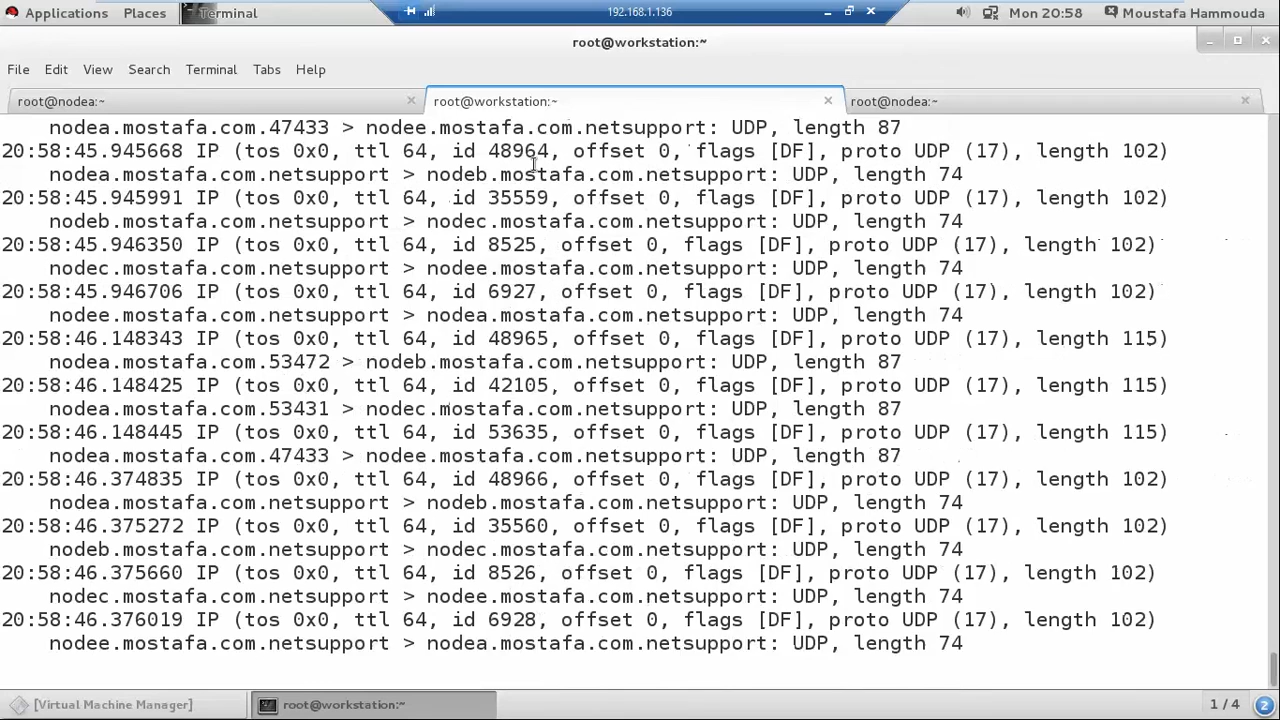 Applications Places Terminal 192.168.1.136 Mon 20:58 Moustafa Hammouda
root@workstation:~
File Edit View Search Terminal Tabs Help
root@nodea:~ root@workstation:~ root@nodea:~
nodea.mostafa.com.47433 > nodee.mostafa.com.netsupport: UDP, length 87
20:58:45.945668 IP (tos 0x0, ttl 64, id 48964, offset 0, flags [DF], proto UDP (17), length 102)
nodea.mostafa.com.netsupport > nodeb.mostafa.com.netsupport: UDP, length 74
20:58:45.945991 IP (tos 0x0, ttl 64, id 35559, offset 0, flags [DF], proto UDP (17), length 102)
nodeb.mostafa.com.netsupport > nodec.mostafa.com.netsupport: UDP, length 74
20:58:45.946350 IP (tos 0x0, ttl 64, id 8525, offset 0, flags [DF], proto UDP (17), length 102)
nodec.mostafa.com.netsupport > nodee.mostafa.com.netsupport: UDP, length 74
20:58:45.946706 IP (tos 0x0, ttl 64, id 6927, offset 0, flags [DF], proto UDP (17), length 102)
nodee.mostafa.com.netsupport > nodea.mostafa.com.netsupport: UDP, length 74
20:58:46.148343 IP (tos 0x0, ttl 64, id 48965, offset 0, flags [DF], proto UDP (17), length 115)
nodea.mostafa.com.53472 > nodeb.mostafa.com.netsupport: UDP, length 87
20:58:46.148425 IP (tos 0x0, ttl 64, id 42105, offset 0, flags [DF], proto UDP (17), length 115)
nodea.mostafa.com.53431 > nodec.mostafa.com.netsupport: UDP, length 87
20:58:46.148445 IP (tos 0x0, ttl 64, id 53635, offset 0, flags [DF], proto UDP (17), length 115)
nodea.mostafa.com.47433 > nodee.mostafa.com.netsupport: UDP, length 87
20:58:46.374835 IP (tos 0x0, ttl 64, id 48966, offset 0, flags [DF], proto UDP (17), length 102)
nodea.mostafa.com.netsupport > nodeb.mostafa.com.netsupport: UDP, length 74
20:58:46.375272 IP (tos 0x0, ttl 64, id 35560, offset 0, flags [DF], proto UDP (17), length 102)
nodeb.mostafa.com.netsupport > nodec.mostafa.com.netsupport: UDP, length 74
20:58:46.375660 IP (tos 0x0, ttl 64, id 8526, offset 0, flags [DF], proto UDP (17), length 102)
nodec.mostafa.com.netsupport > nodee.mostafa.com.netsupport: UDP, length 74
20:58:46.376019 IP (tos 0x0, ttl 64, id 6928, offset 0, flags [DF], proto UDP (17), length 102)
nodee.mostafa.com.netsupport > nodea.mostafa.com.netsupport: UDP, length 74
[Virtual Machine Manager] root@workstation:~ 1 / 4 2